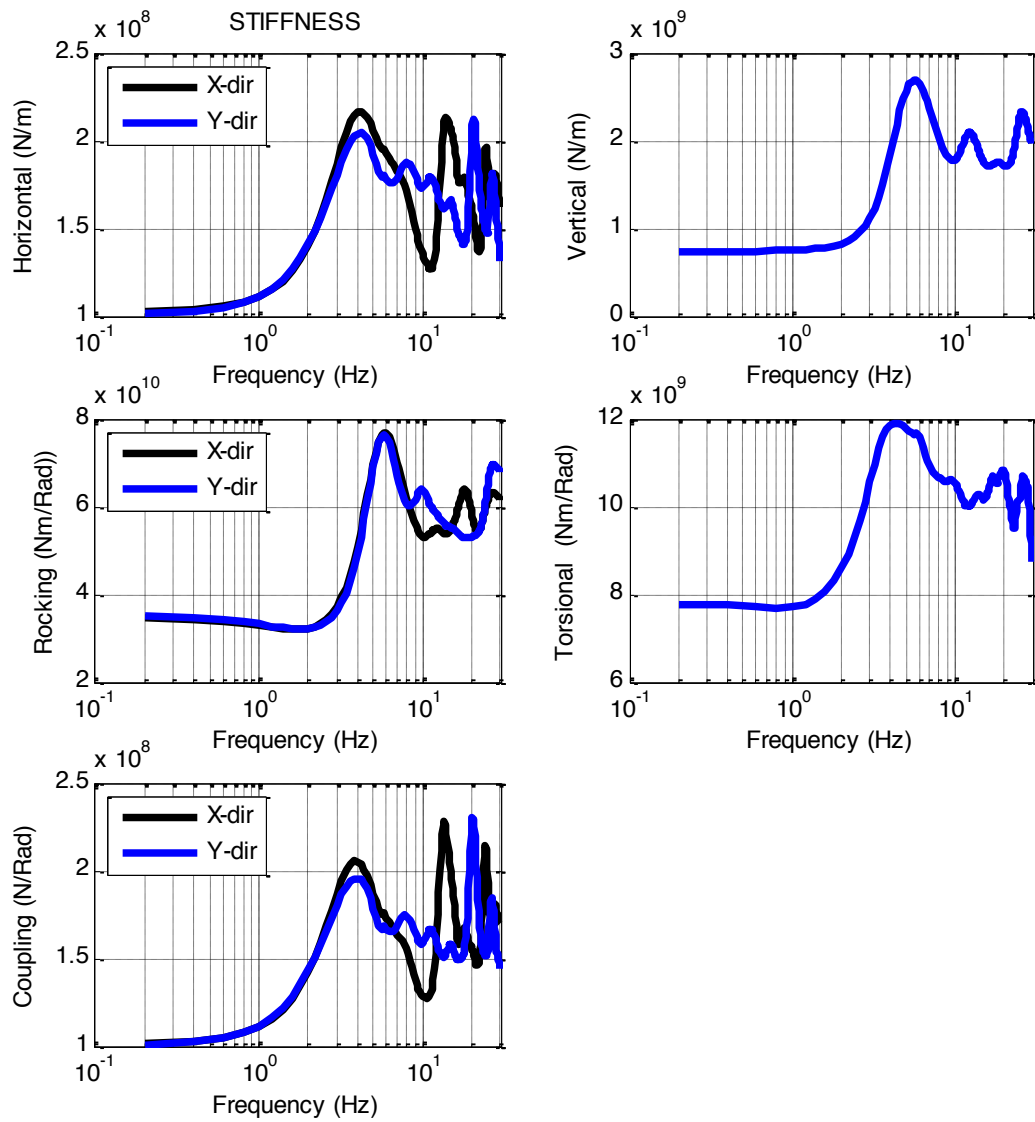 STIFFNESS
x 10^8
2.5
2
1.5
1
Horizontal (N/m)
X-dir
Y-dir
10^-1
10^0
10^1
Frequency (Hz)
x 10^9
3
2
1
0
Vertical (N/m)
10^-1
10^0
10^1
Frequency (Hz)
x 10^10
8
6
4
2
Rocking (Nm/Rad))
X-dir
Y-dir
10^-1
10^0
10^1
Frequency (Hz)
x 10^9
12
10
8
6
Torsional (Nm/Rad)
10^-1
10^0
10^1
Frequency (Hz)
x 10^8
2.5
2
1.5
1
Coupling (N/Rad)
X-dir
Y-dir
10^-1
10^0
10^1
Frequency (Hz)